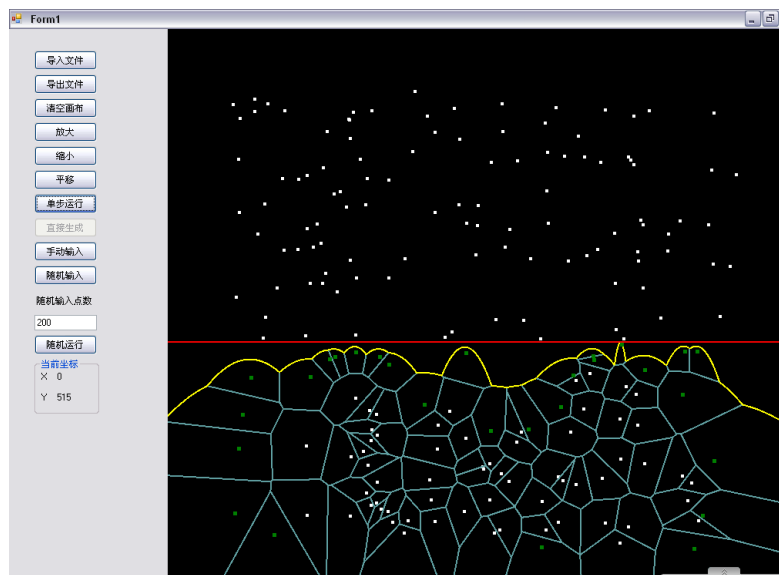 Form1
导入文件
导出文件
清空画布
放大
缩小
平移
单步运行
直接生成
手动输入
随机输入
随机输入点数
200
随机运行
当前坐标
X 0
Y 515